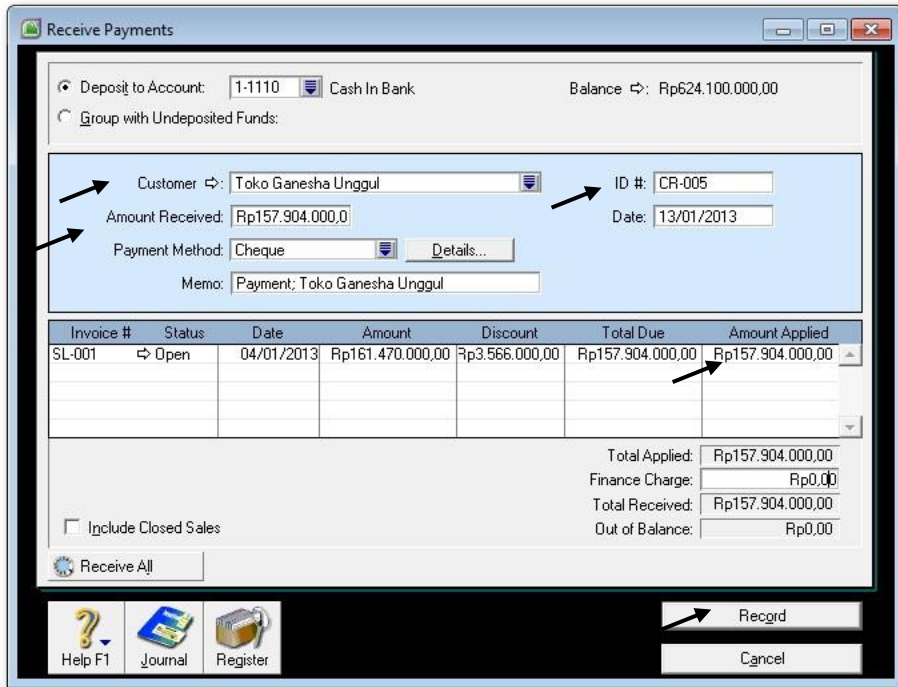 Receive Payments
Deposit to Account: 1-1110 Cash In Bank Balance ⇨: Rp624.100.000,00
Group with Undeposited Funds:
Customer ⇨: Toko Ganesha Unggul ID #: CR-005
Amount Received: Rp157.904.000,0 Date: 13/01/2013
Payment Method: Cheque Details...
Memo: Payment; Toko Ganesha Unggul
Invoice # Status Date Amount Discount Total Due Amount Applied
SL-001 ⇨ Open 04/01/2013 Rp161.470.000,00 Rp3.566.000,00 Rp157.904.000,00 Rp157.904.000,00
Total Applied: Rp157.904.000,00
Finance Charge: Rp0,00
Total Received: Rp157.904.000,00
Include Closed Sales Out of Balance: Rp0,00
Receive All
Help F1 Journal Register
Record
Cancel